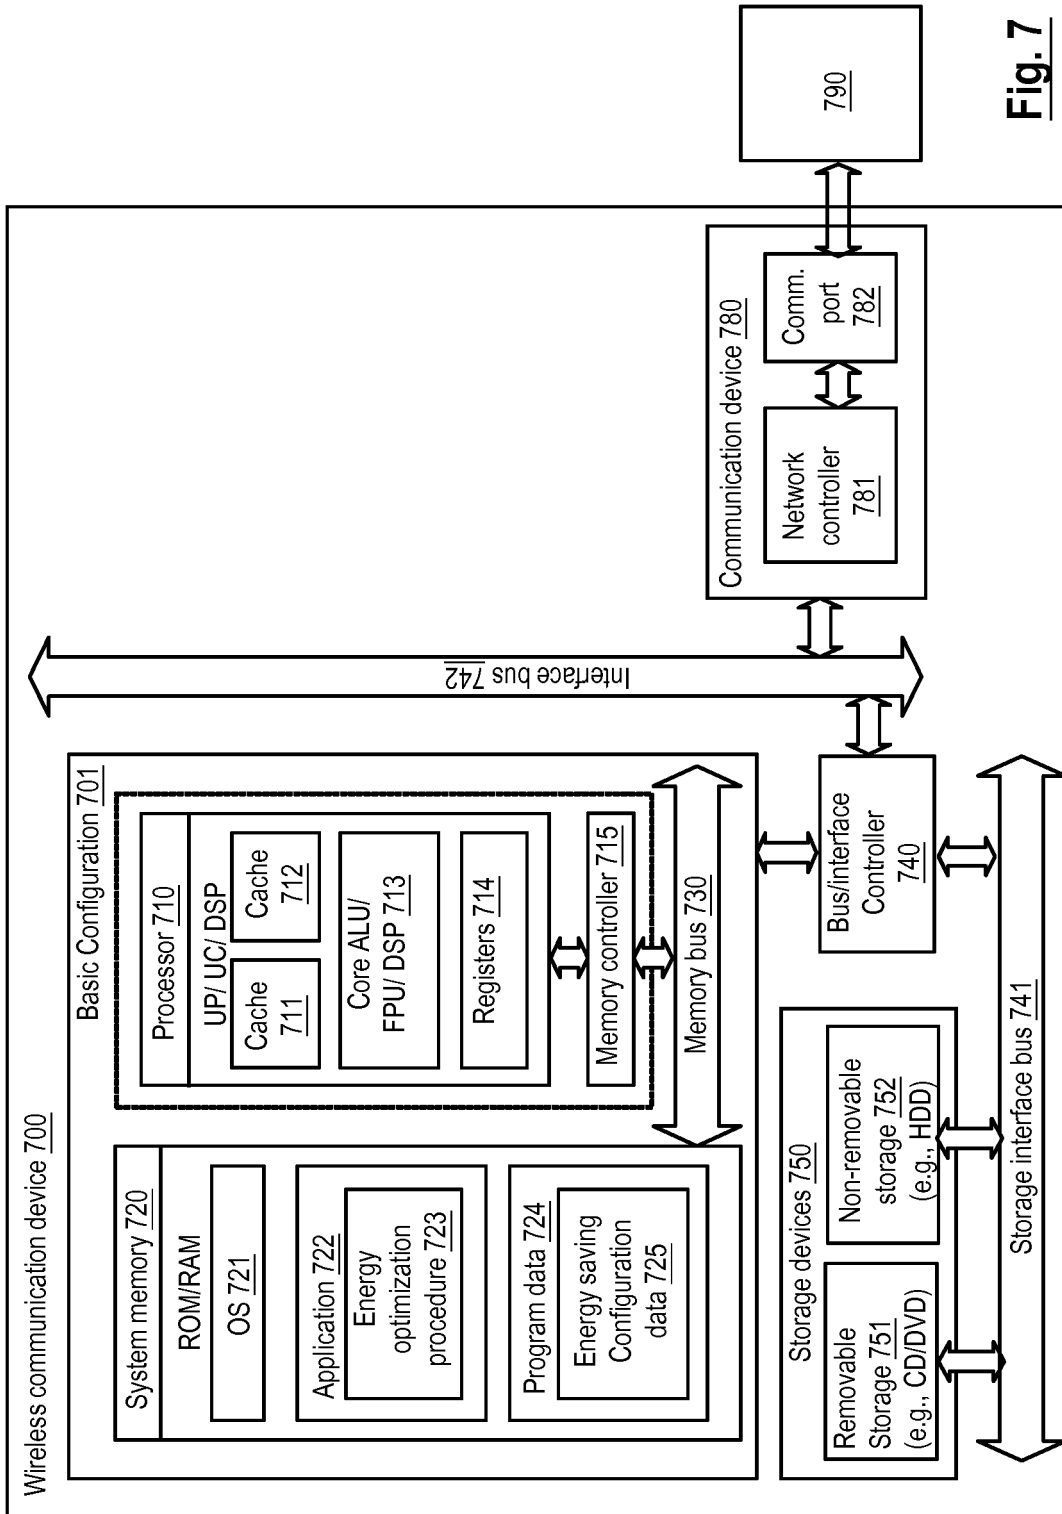 Wireless communication device 700
Basic Configuration 701
System memory 720
ROM/RAM
OS 721
Application 722
Energy
optimization
procedure 723
Program data 724
Energy saving
Configuration
data 725
Processor 710
UP/ UC/ DSP
Cache
711
Cache
712
Core ALU/
FPU/ DSP 713
Registers 714
Memory controller 715
Memory bus 730
Interface bus 742
Bus/interface
Controller
740
Storage devices 750
Removable
Storage 751
(e.g., CD/DVD)
Non-removable
storage 752
(e.g., HDD)
Storage interface bus 741
Communication device 780
Network
controller
781
Comm.
port
782
790
Fig. 7